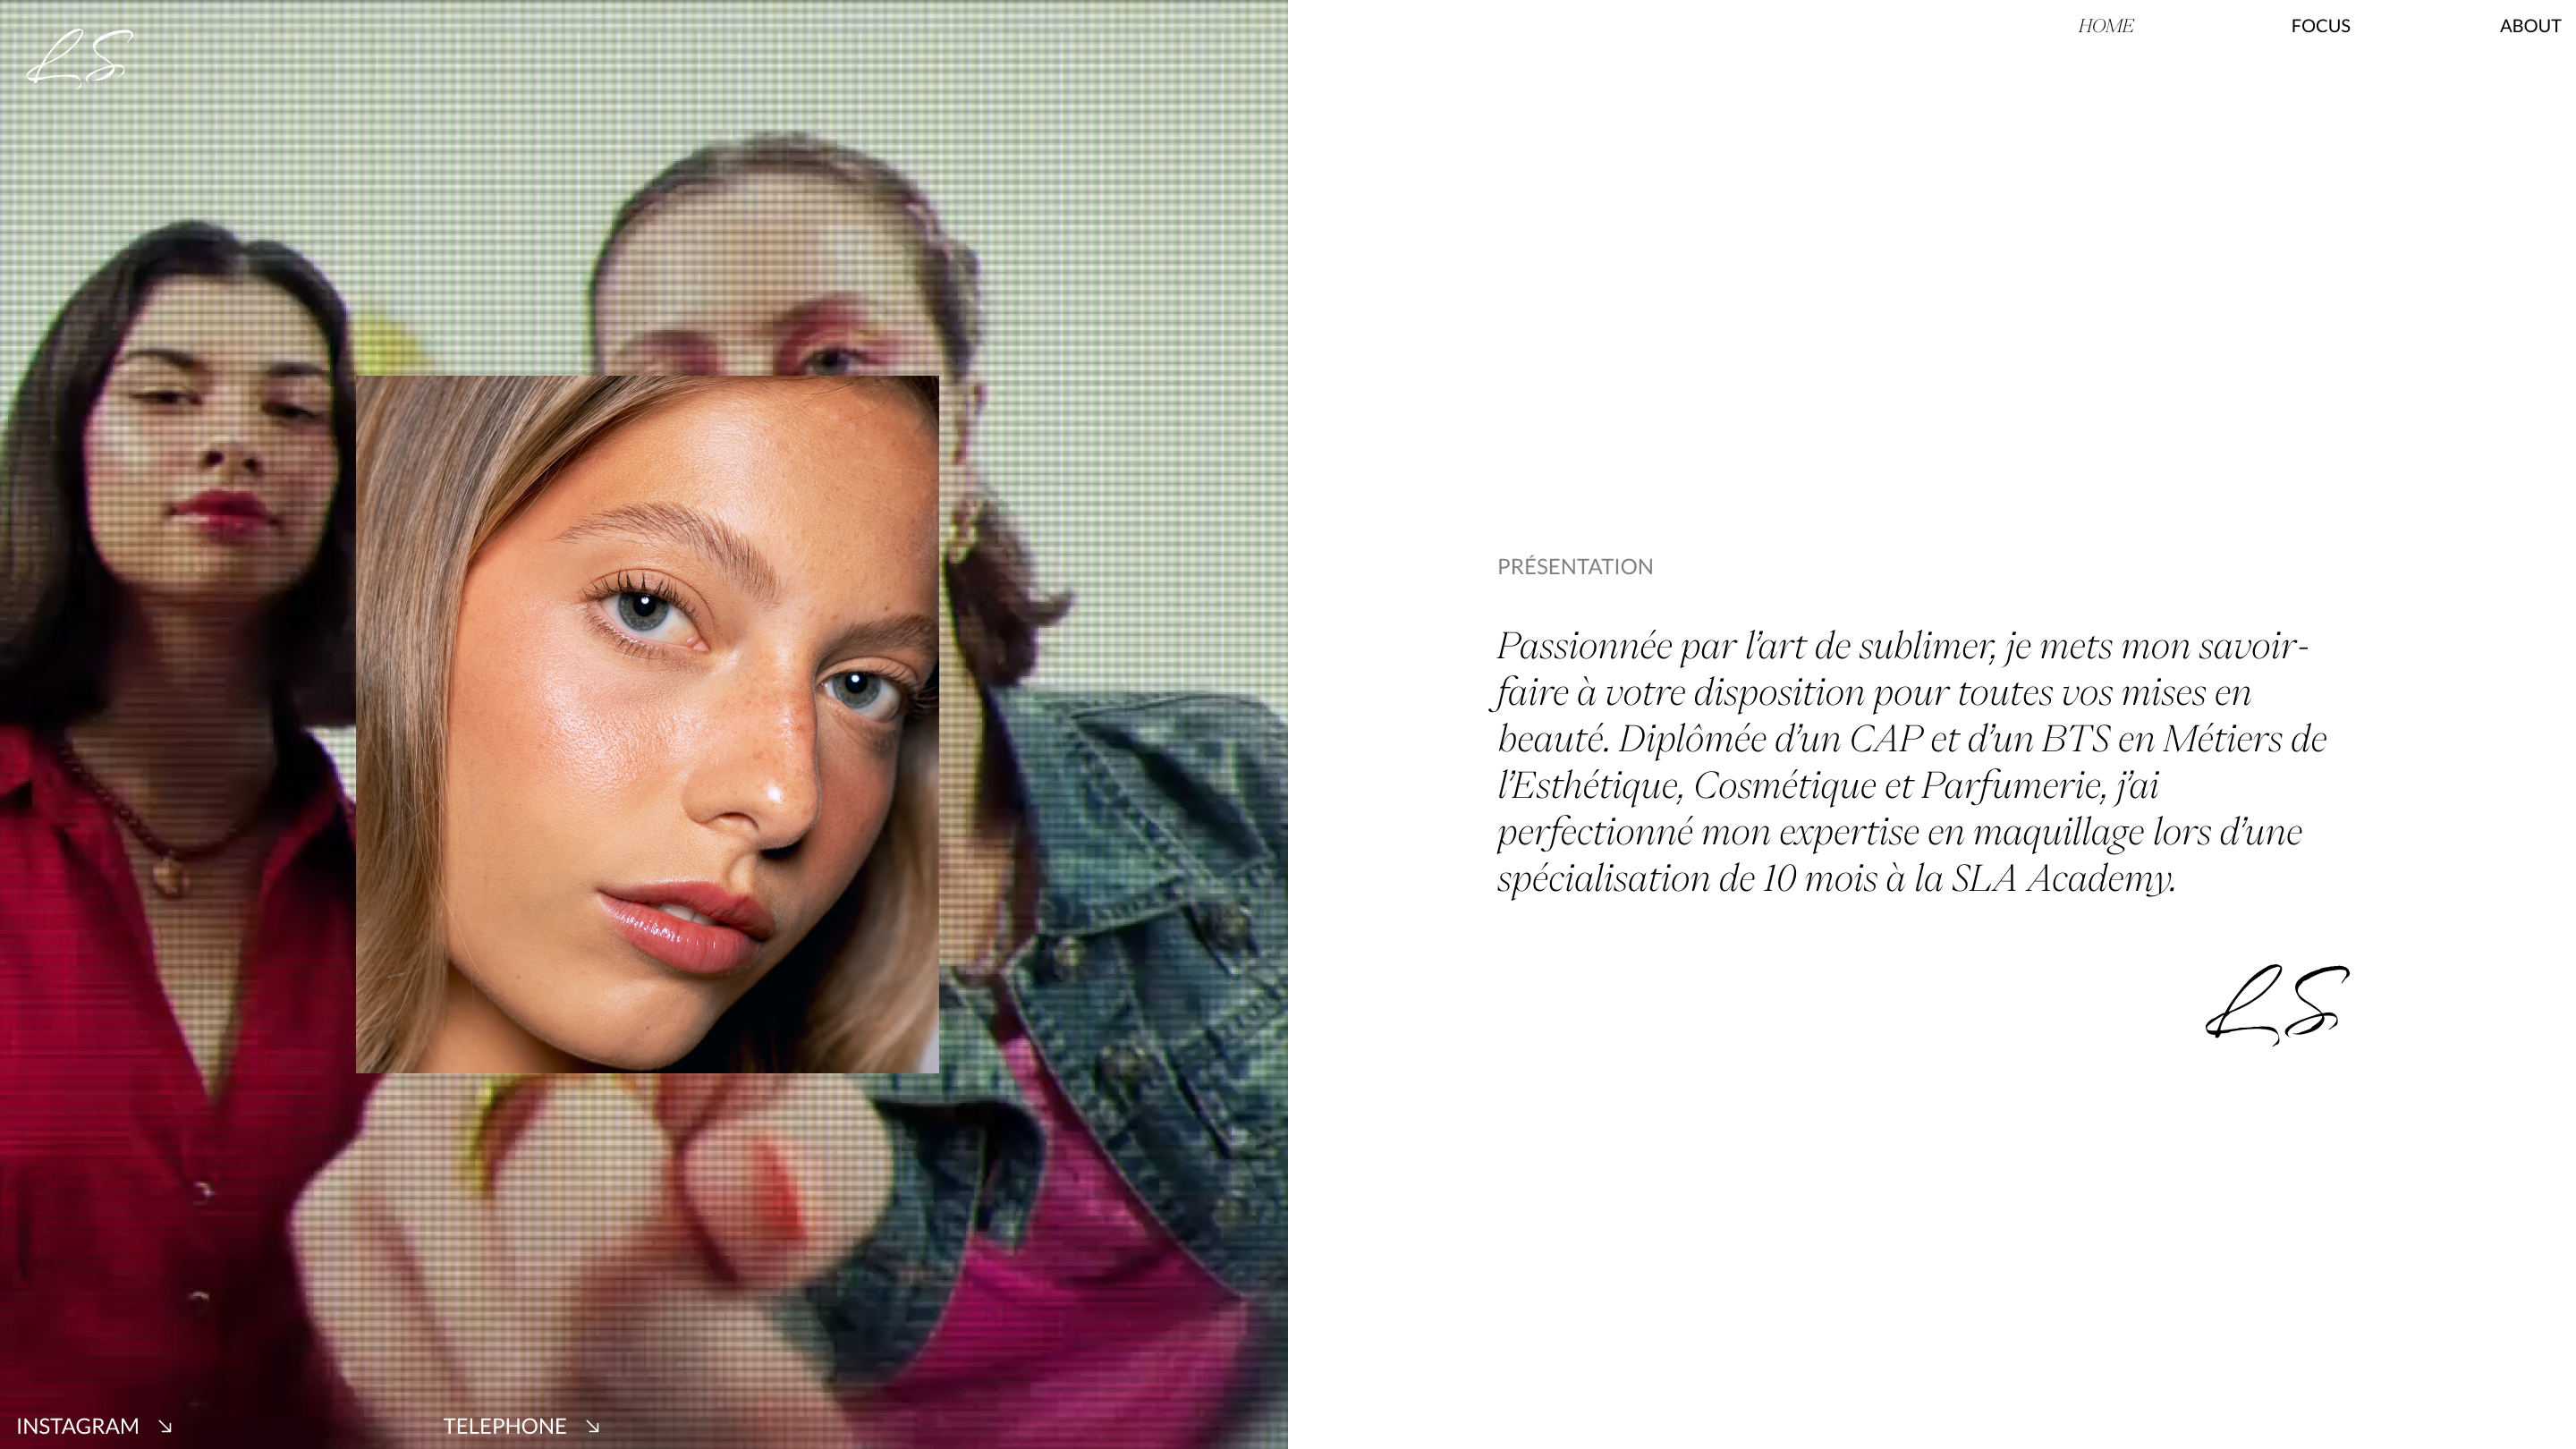 LS
HOME
FOCUS
ABOUT
PRÉSENTATION
Passionnée par l’art de sublimer, je mets mon savoir-
faire à votre disposition pour toutes vos mises en
beauté. Diplômée d’un CAP et d’un BTS en Métiers de
l’Esthétique, Cosmétique et Parfumerie, j’ai
perfectionné mon expertise en maquillage lors d’une
spécialisation de 10 mois à la SLA Academy.
LS
INSTAGRAM ↘
TELEPHONE ↘